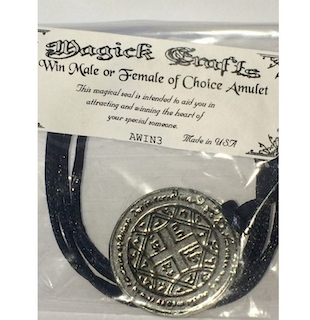 Magick Crafts
Win Male or Female of Choice Amulet
This magical seal is intended to aid you in
attracting and winning the heart of
your special someone.
AWIN3 Made in USA